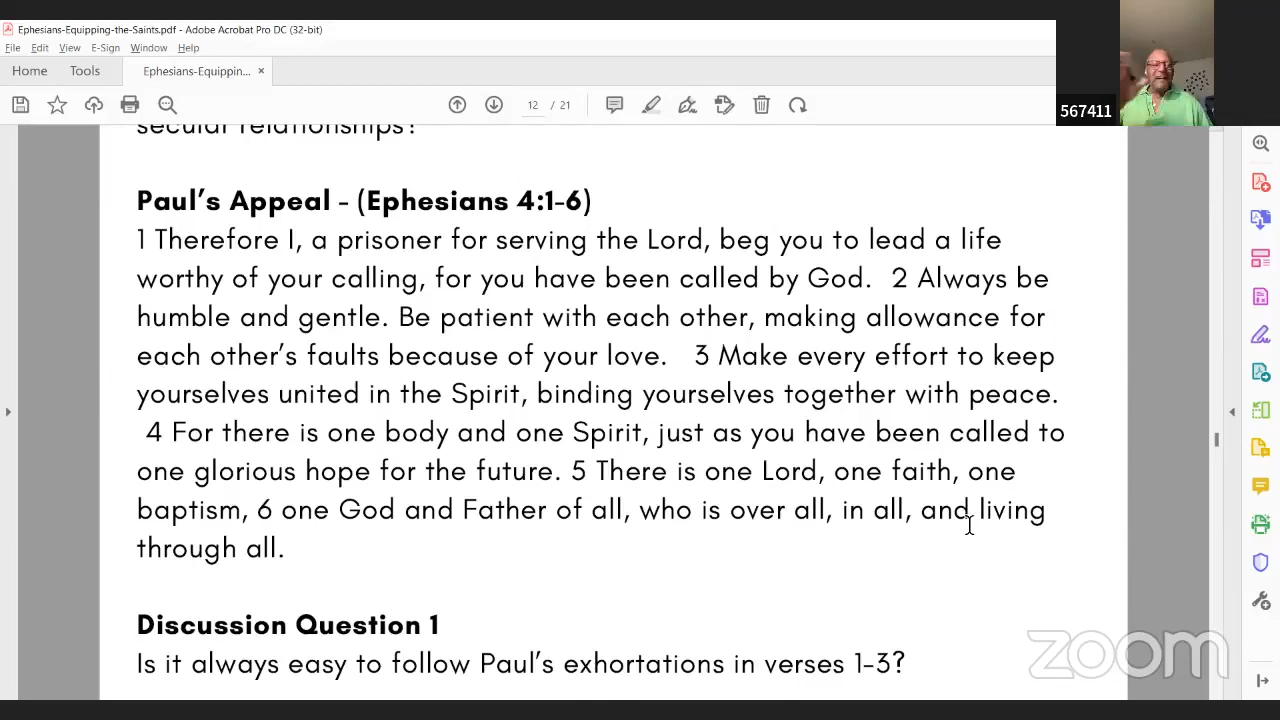 Ephesians-Equipping-the-Saints.pdf - Adobe Acrobat Pro DC (32-bit)
File Edit View E-Sign Window Help
Home Tools Ephesians-Equippin... ×
12 / 21
567411
secular relationships?
Paul's Appeal - (Ephesians 4:1-6)
1 Therefore I, a prisoner for serving the Lord, beg you to lead a life
worthy of your calling, for you have been called by God. 2 Always be
humble and gentle. Be patient with each other, making allowance for
each other's faults because of your love. 3 Make every effort to keep
yourselves united in the Spirit, binding yourselves together with peace.
4 For there is one body and one Spirit, just as you have been called to
one glorious hope for the future. 5 There is one Lord, one faith, one
baptism, 6 one God and Father of all, who is over all, in all, and living
through all.
Discussion Question 1
Is it always easy to follow Paul's exhortations in verses 1-3?
zoom